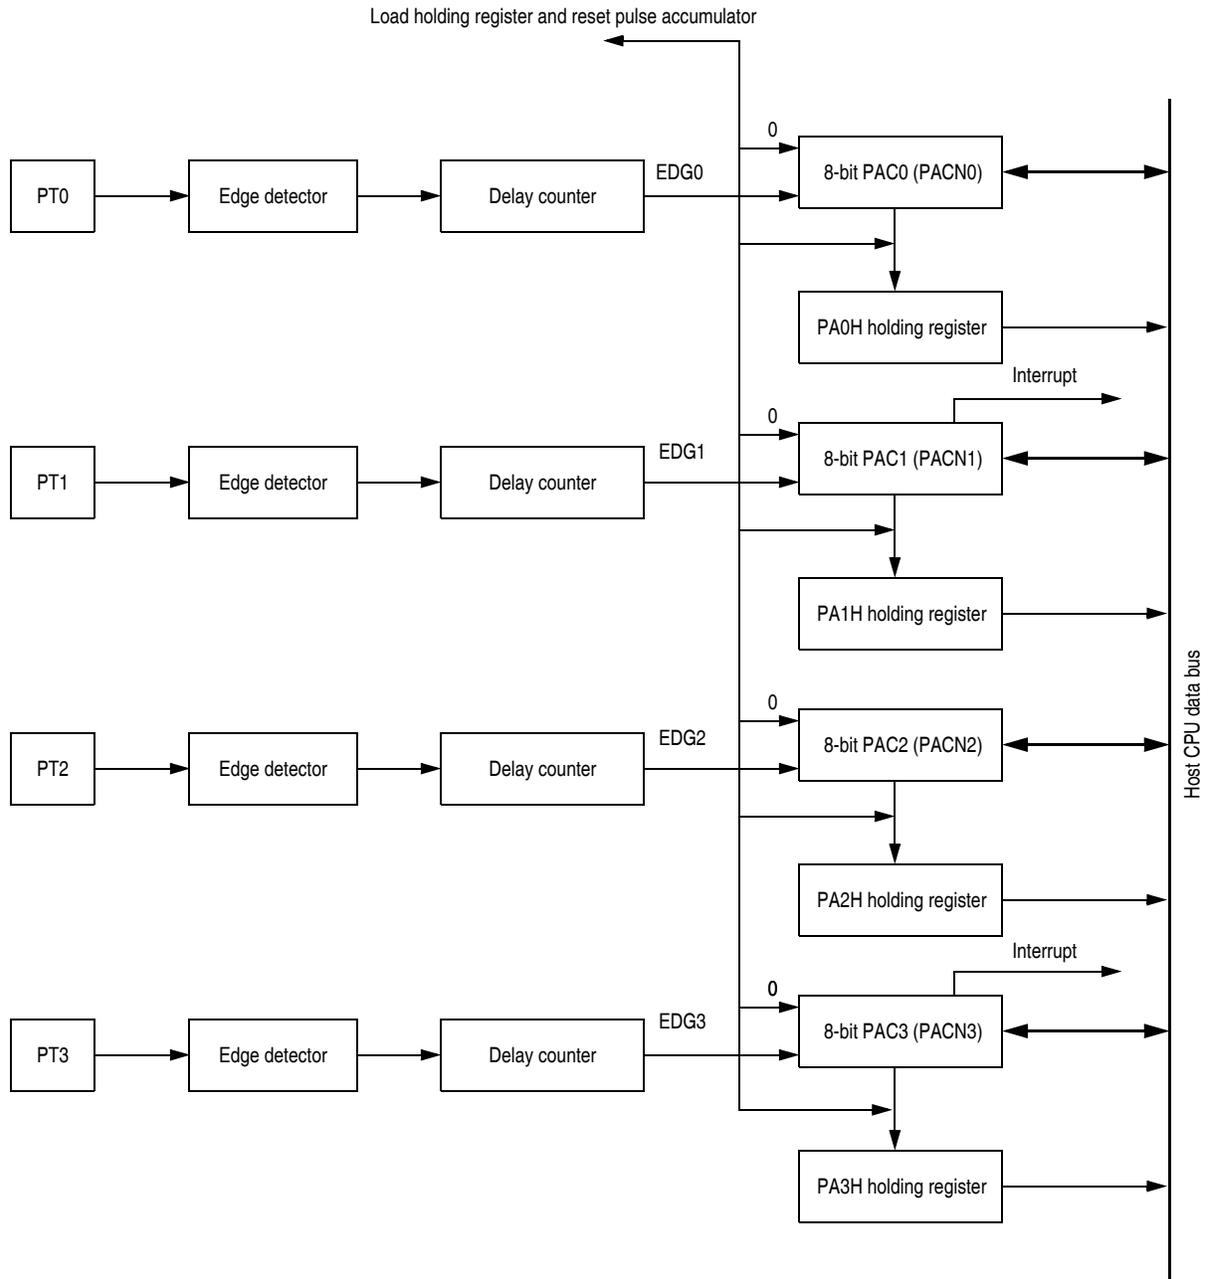 Load holding register and reset pulse accumulator
0
EDG0
8-bit PAC0 (PACN0)
PT0
Edge detector
Delay counter
PA0H holding register
Interrupt
0
EDG1
8-bit PAC1 (PACN1)
PT1
Edge detector
Delay counter
PA1H holding register
Host CPU data bus
0
EDG2
8-bit PAC2 (PACN2)
PT2
Edge detector
Delay counter
PA2H holding register
Interrupt
0
EDG3
8-bit PAC3 (PACN3)
PT3
Edge detector
Delay counter
PA3H holding register